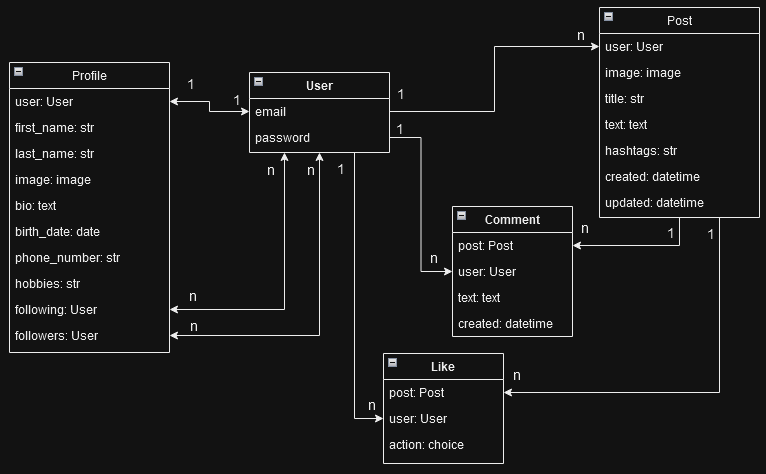 Profile
user: User
first_name: str
last_name: str
image: image
bio: text
birth_date: date
phone_number: str
hobbies: str
following: User
followers: User
1
1
n
n
n
n
User
email
password
1
1
1
n
n
n
Post
user: User
image: image
title: str
text: text
hashtags: str
created: datetime
updated: datetime
1
1
n
n
Comment
post: Post
user: User
text: text
created: datetime
Like
post: Post
user: User
action: choice